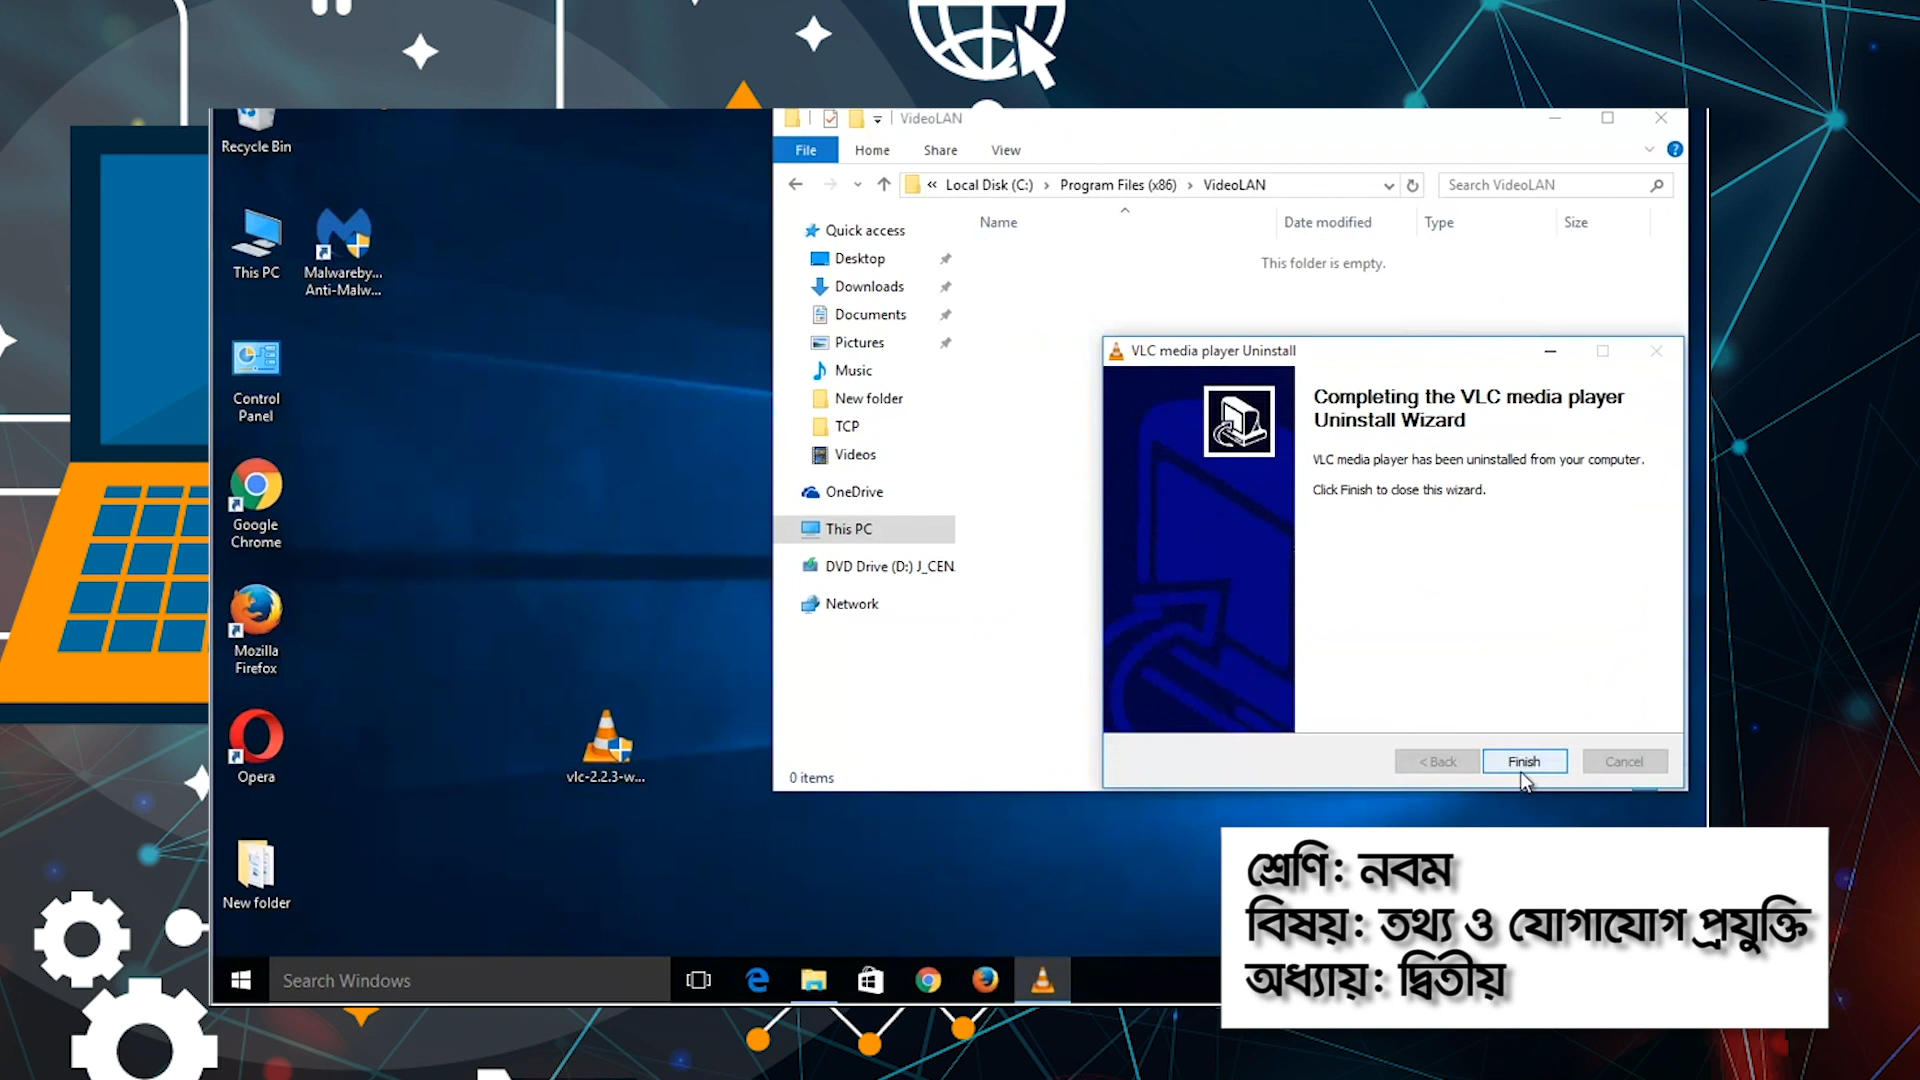 Recycle Bin
This PC
Malwareby...
Anti-Malw...
Control
Panel
Google
Chrome
Mozilla
Firefox
Opera
vlc-2.2.3-w...
New folder
Search Windows
VideoLAN
File Home Share View
« Local Disk (C:) › Program Files (x86) › VideoLAN
Search VideoLAN
Name Date modified Type Size
This folder is empty.
Quick access
Desktop
Downloads
Documents
Pictures
Music
New folder
TCP
Videos
OneDrive
This PC
DVD Drive (D:) J_CEN
Network
0 items
VLC media player Uninstall
Completing the VLC media player
Uninstall Wizard
VLC media player has been uninstalled from your computer.
Click Finish to close this wizard.
< Back Finish Cancel
শ্রেণি: নবম
বিষয়: তথ্য ও যোগাযোগ প্রযুক্তি
অধ্যায়: দ্বিতীয়